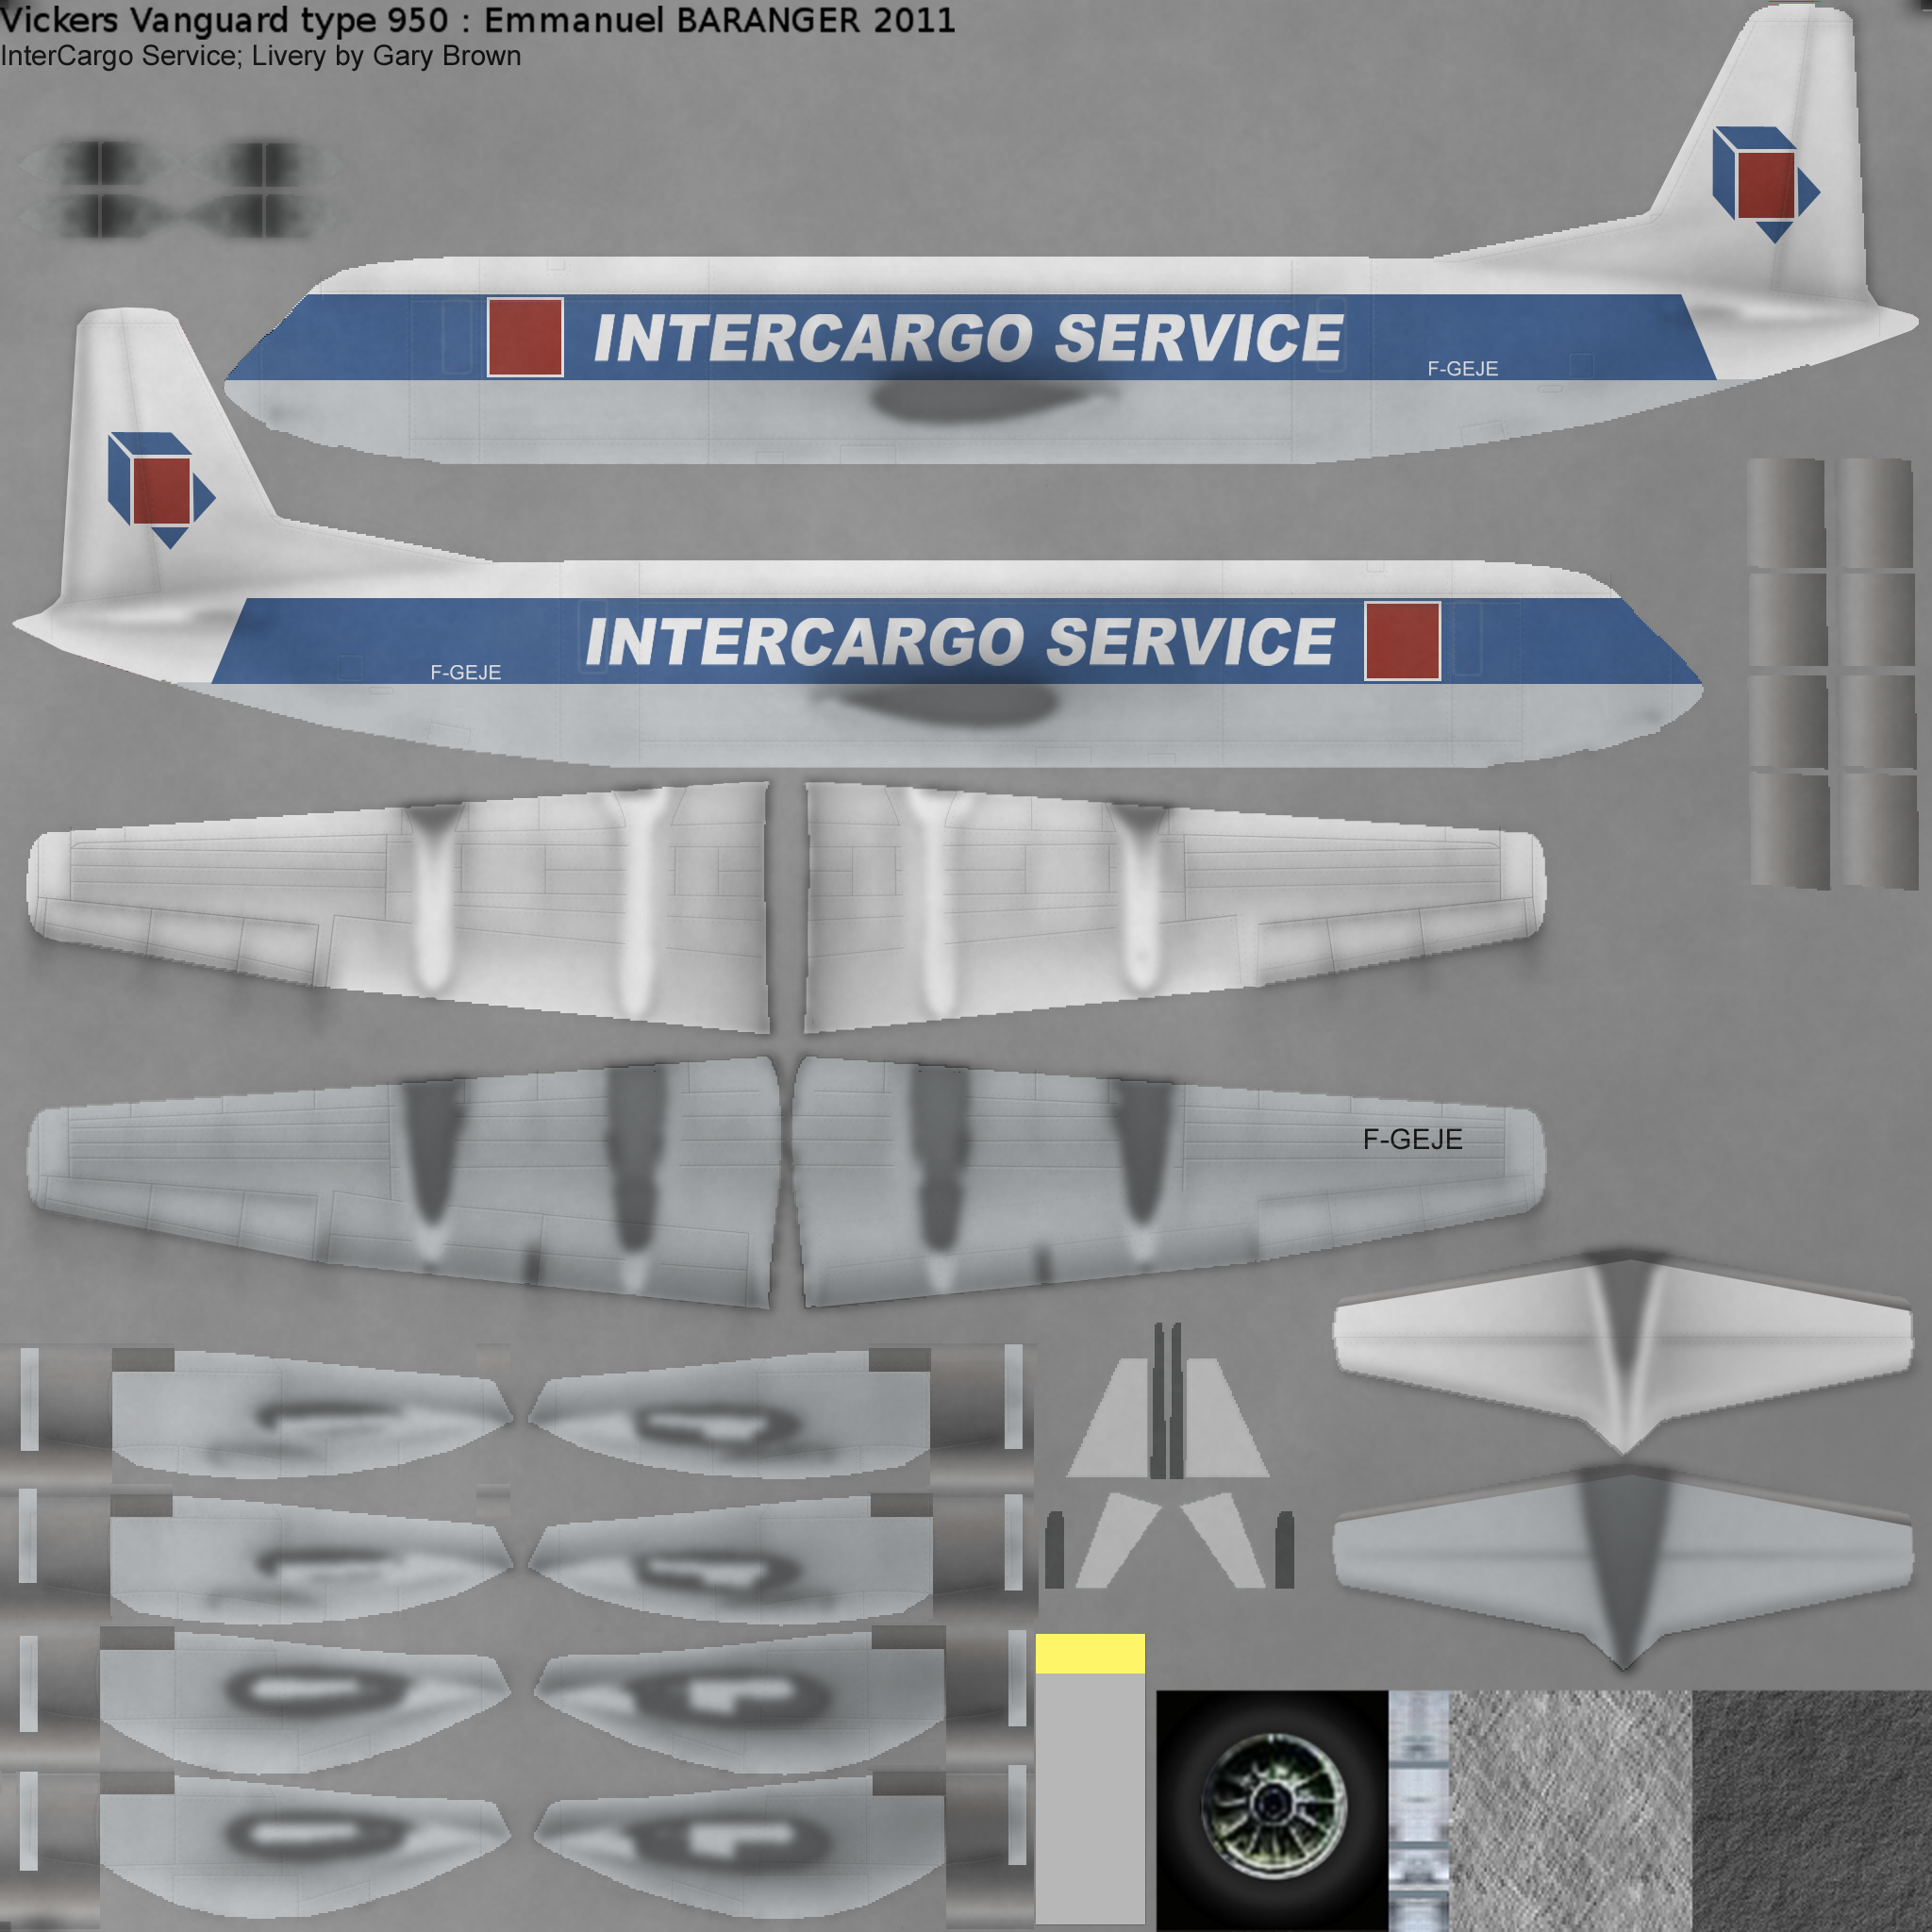 Vickers Vanguard type 950 : Emmanuel BARANGER 2011
InterCargo Service; Livery by Gary Brown
INTERCARGO SERVICE
F-GEJE
INTERCARGO SERVICE
F-GEJE
F-GEJE